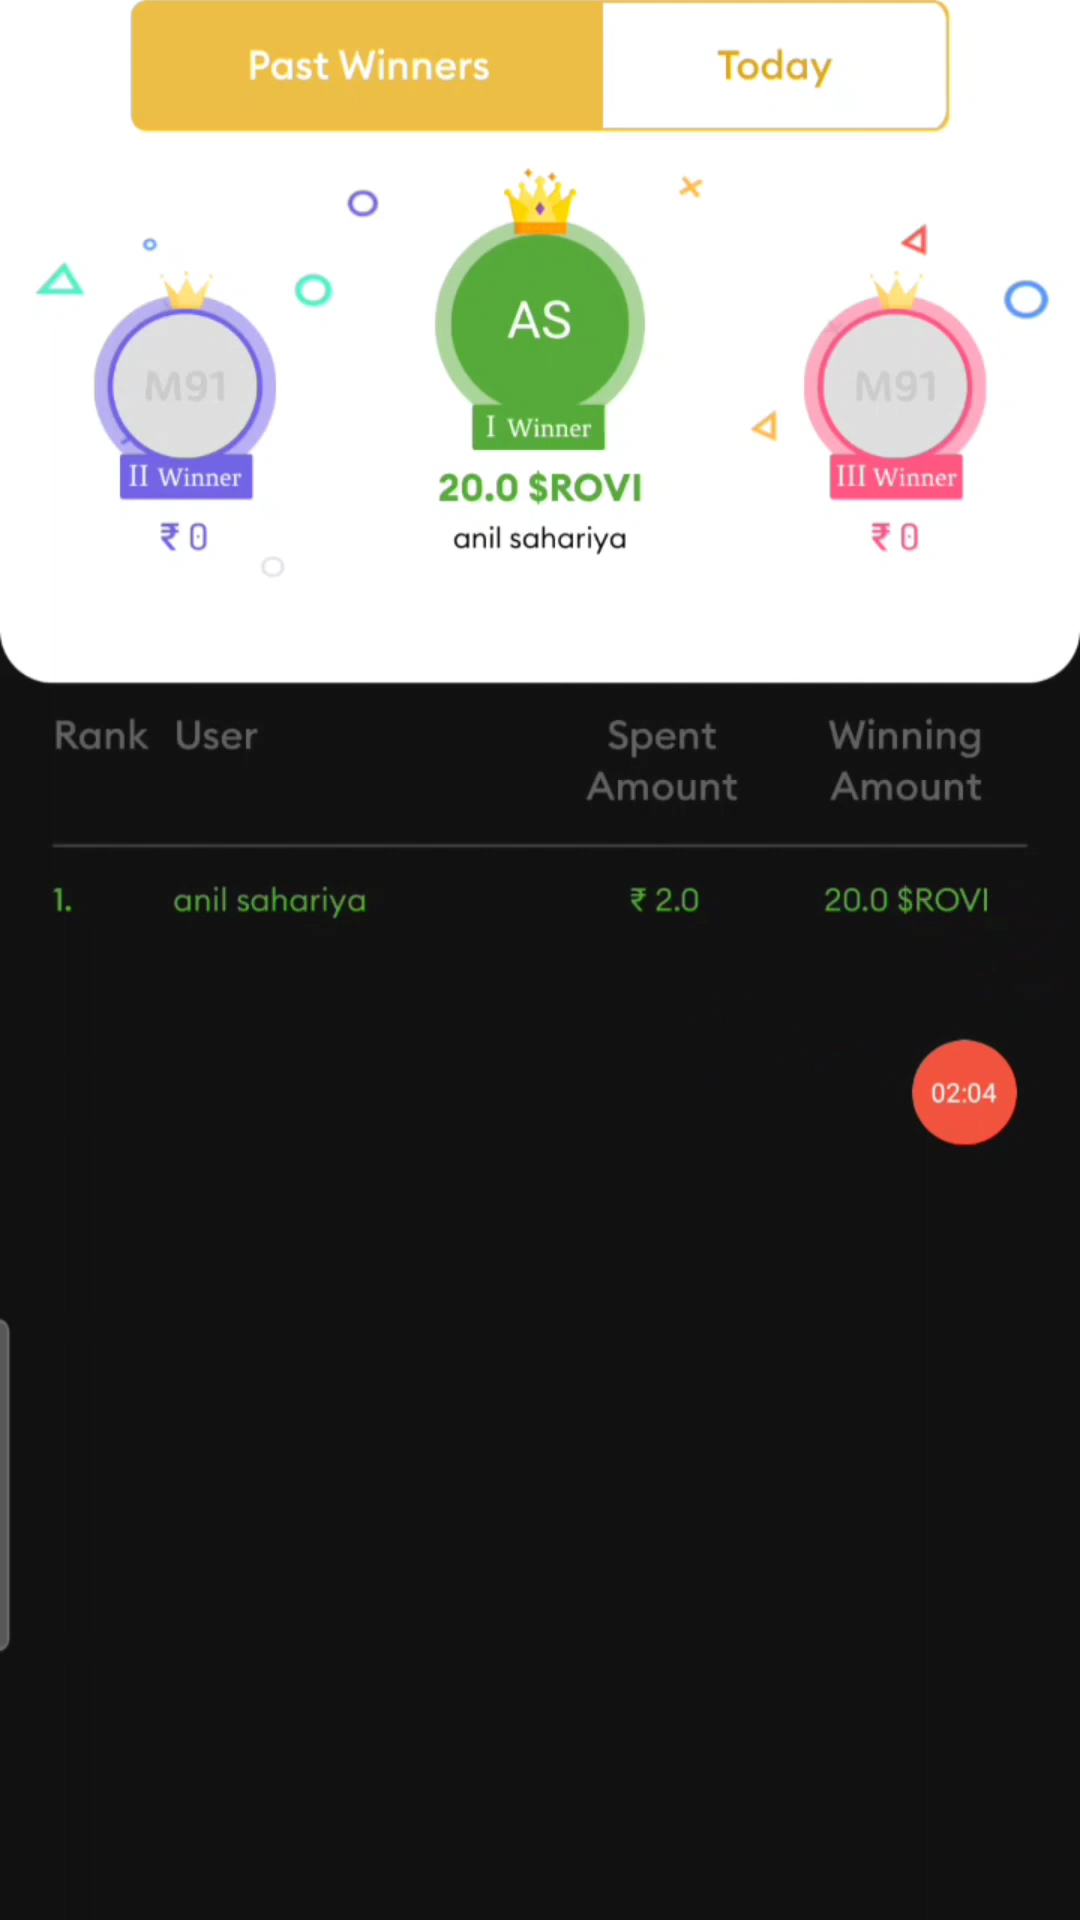 Past Winners Today
AS
M91 M91
I Winner
II Winner III Winner
20.0 $ROVI
₹ 0 anil sahariya ₹ 0
Rank User Spent Amount Winning Amount
1. anil sahariya ₹ 2.0 20.0 $ROVI
02:04